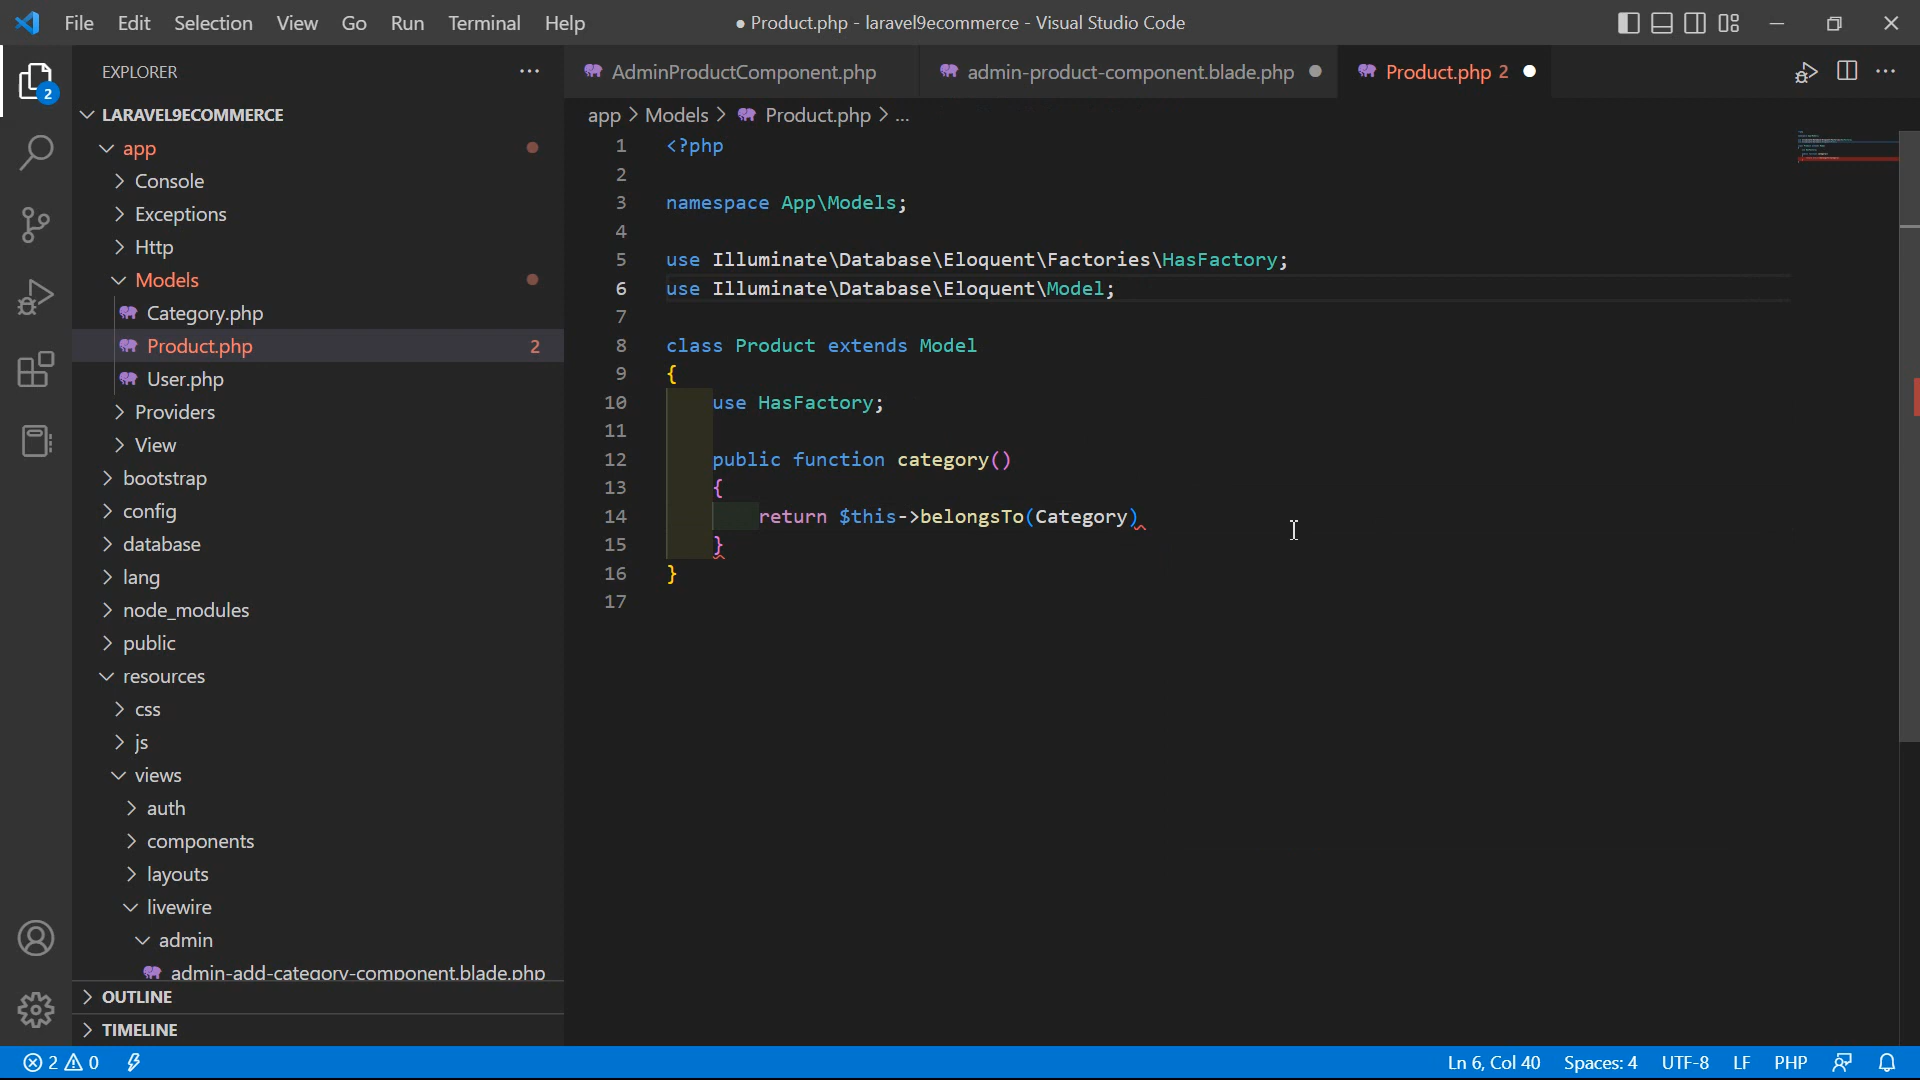 File Edit Selection View Go Run Terminal Help
● Product.php - laravel9ecommerce - Visual Studio Code
EXPLORER
2
LARAVEL9ECOMMERCE
app
Console
Exceptions
Http
Models
Category.php
Product.php 2
User.php
Providers
View
bootstrap
config
database
lang
node_modules
public
resources
css
js
views
auth
components
layouts
livewire
admin
admin-add-category-component.blade.php
OUTLINE
TIMELINE
AdminProductComponent.php admin-product-component.blade.php Product.php 2
app > Models > Product.php > ...
1 <?php
2
3 namespace App\Models;
4
5 use Illuminate\Database\Eloquent\Factories\HasFactory;
6 use Illuminate\Database\Eloquent\Model;
7
8 class Product extends Model
9 {
10 use HasFactory;
11
12 public function category()
13 {
14 return $this->belongsTo(Category)
15 }
16 }
17
2 0 Ln 6, Col 40 Spaces: 4 UTF-8 LF PHP